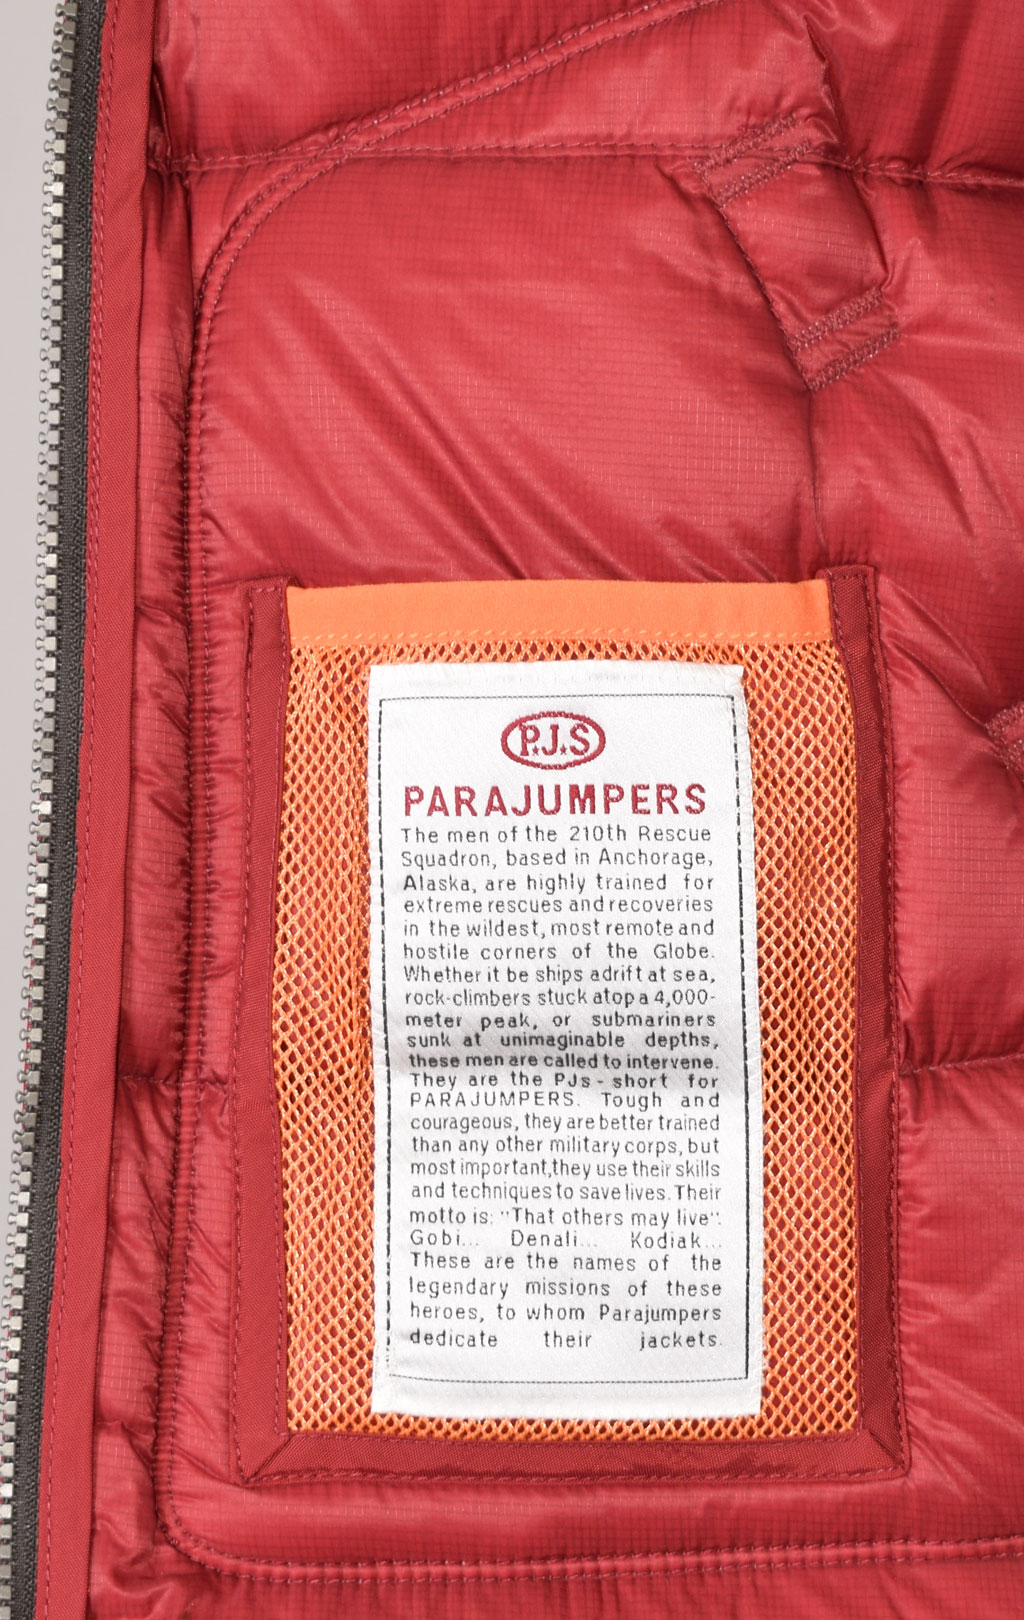 P.J.S
PARAJUMPERS
The men of the 210th Rescue
Squadron, based in Anchorage,
Alaska, are highly trained for
extreme rescues and recoveries
in the wildest, most remote and
hostile corners of the Globe.
Whether it be ships adrift at sea,
rock-climbers stuck atop a 4,000-
meter peak, or submariners
sunk at unimaginable depths,
these men are called to intervene.
They are the PJs - short for
PARAJUMPERS. Tough and
courageous, they are better trained
than any other military corps, but
most important, they use their skills
and techniques to save lives. Their
motto is: "That others may live".
Gobi... Denali... Kodiak...
These are the names of the
legendary missions of these
heroes, to whom Parajumpers
dedicate their jackets.